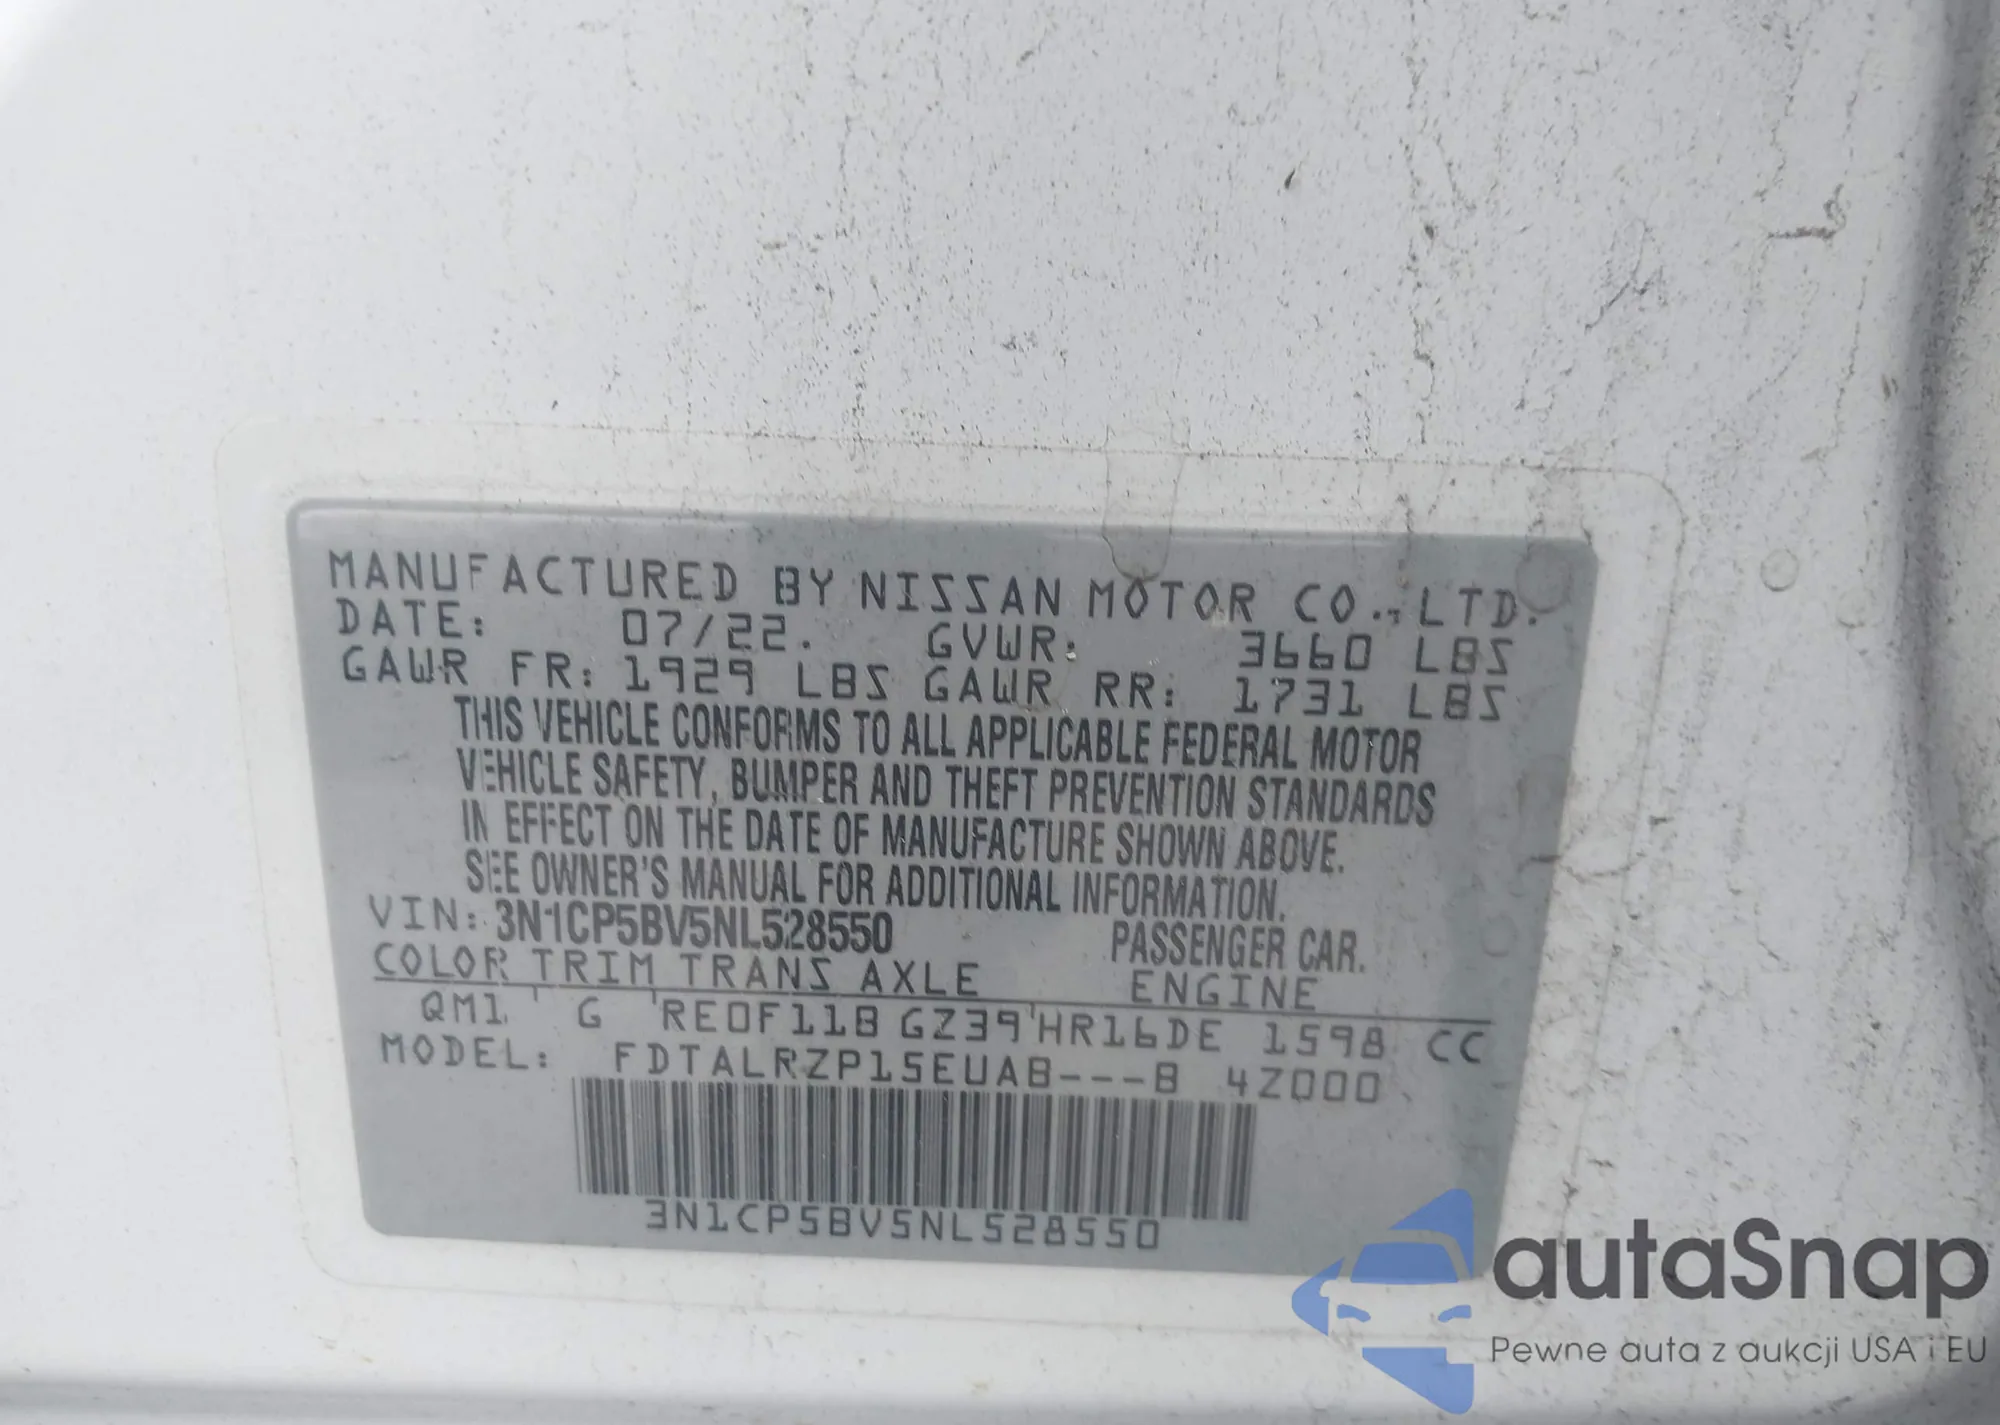 MANUFACTURED BY NISSAN MOTOR CO., LTD.
DATE: 07/22. GVWR: 3660 LBS
GAWR FR: 1929 LBS GAWR RR: 1731 LBS
THIS VEHICLE CONFORMS TO ALL APPLICABLE FEDERAL MOTOR
VEHICLE SAFETY, BUMPER AND THEFT PREVENTION STANDARDS
IN EFFECT ON THE DATE OF MANUFACTURE SHOWN ABOVE.
SEE OWNER'S MANUAL FOR ADDITIONAL INFORMATION.
VIN: 3N1CP5BV5NL528550 PASSENGER CAR.
COLOR TRIM TRANS AXLE ENGINE
QM1 ' G 'RE0F11B GZ39'HR16DE 1598 CC
MODEL: FDTALRZP15EUAB---B 4Z000
3N1CP5BV5NL528550
autaSnap
Pewne auta z aukcji USA i EU